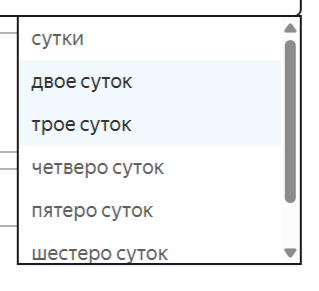 сутки
двое суток
трое суток
четверо суток
пятеро суток
шестеро суток